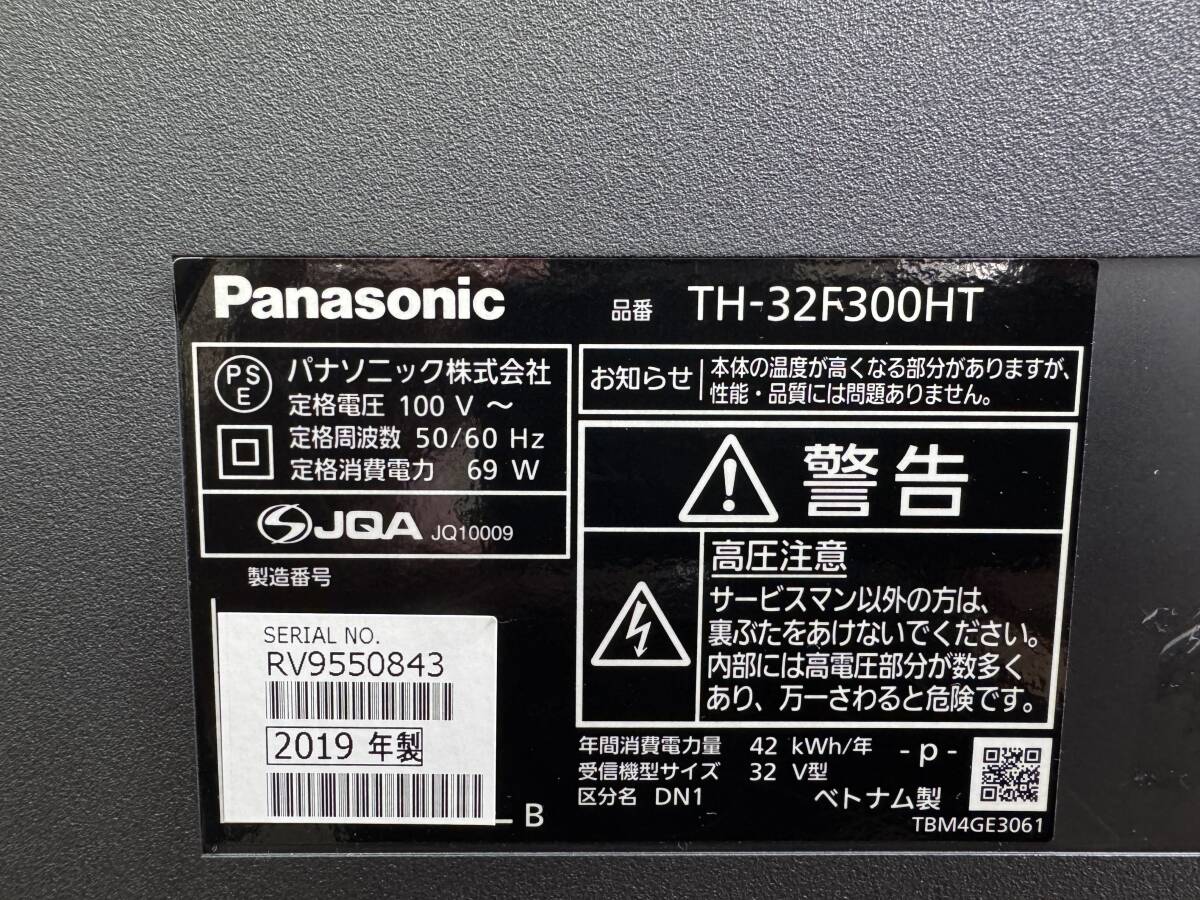 Panasonic
品番 TH-32F300HT
PSE
パナソニック株式会社
定格電圧 100 V ～
定格周波数 50/60 Hz
定格消費電力 69 W
JQA JQ10009
製造番号
SERIAL NO.
RV9550843
2019 年製
B
お知らせ
本体の温度が高くなる部分がありますが、
性能・品質には問題ありません。
警告
高圧注意
サービスマン以外の方は、
裏ぶたをあけないでください。
内部には高電圧部分が数多く
あり、万一さわると危険です。
年間消費電力量 42 kWh/年 -p-
受信機型サイズ 32 V型
区分名 DN1
ベトナム製
TBM4GE3061